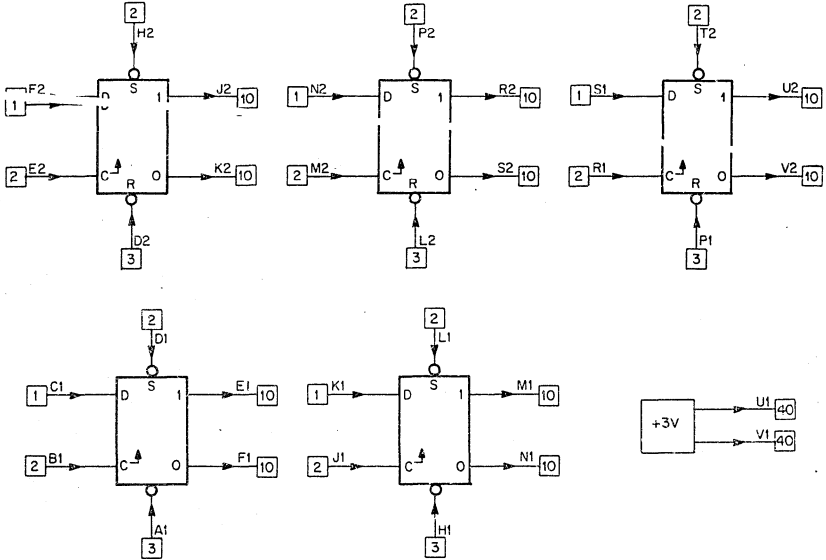 2 2 2
H2 P2 T2
F2 S J2 N2 S R2 S1 S U2
1 D 1 10 1 D 1 10 1 D 1 10
D
E2 K2 M2 S2 R1 V2
2 C 0 10 2 C 0 10 2 C 0 10
R R R
D2 L2 P1
3 3 3
2 2
D1 L1
C1 S E1 K1 S M1
1 D 1 10 1 D 1 10
U1 40
+3V
V1 40
B1 F1 J1 N1
2 C 0 10 2 C 0 10
A1 H1
3 3